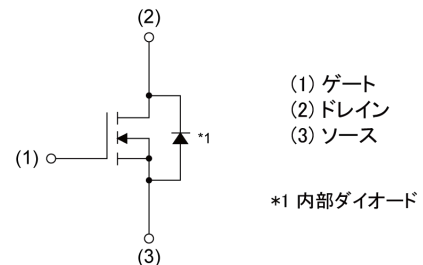 (2)
(1) ゲート
(2) ドレイン
(3) ソース
*1
(1)
*1 内部ダイオード
(3)